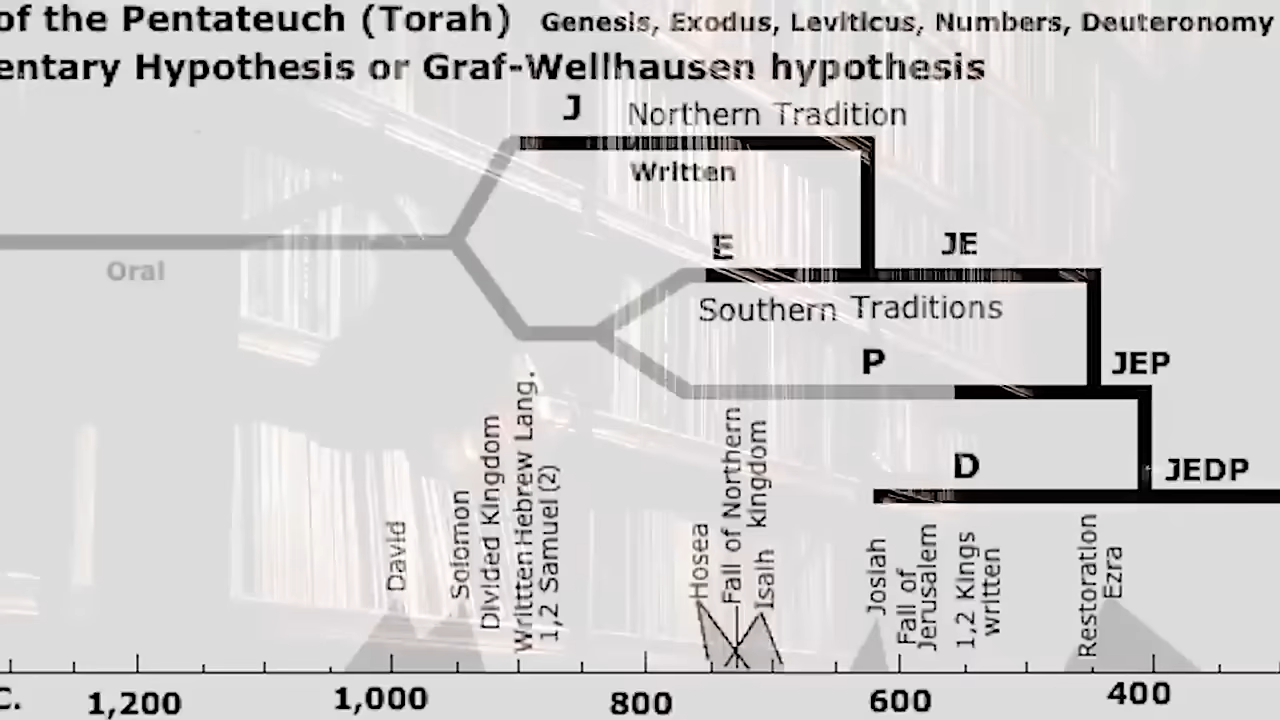 of the Pentateuch (Torah) Genesis, Exodus, Leviticus, Numbers, Deuteronomy
entary Hypothesis or Graf-Wellhausen hypothesis
J Northern Tradition
Written
E JE
Oral
Southern Traditions
P JEP
D JEDP
David
Solomon
Divided Kingdom
Writtten Hebrew Lang.
1,2 Samuel (2)
Hosea
Fall of Northern
kingdom
Isaih
Josiah
Fall of
Jerusalem
1,2 Kings
written
Restoration
Ezra
C. 1,200 1,000 800 600 400